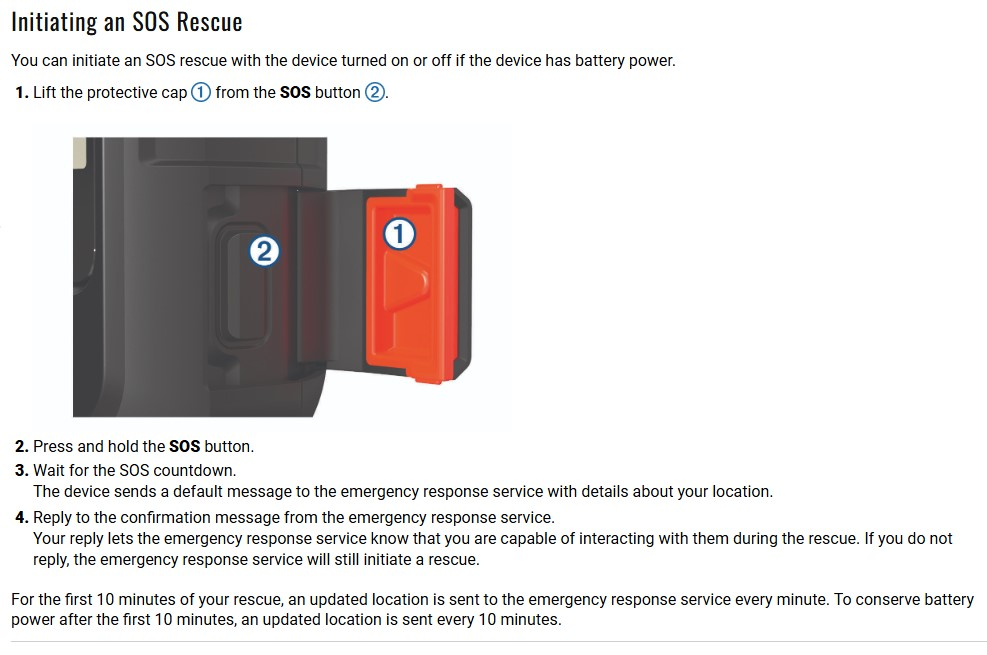 Initiating an SOS Rescue
You can initiate an SOS rescue with the device turned on or off if the device has battery power.
1. Lift the protective cap ① from the SOS button ②.
1
2
2. Press and hold the SOS button.
3. Wait for the SOS countdown.
The device sends a default message to the emergency response service with details about your location.
4. Reply to the confirmation message from the emergency response service.
Your reply lets the emergency response service know that you are capable of interacting with them during the rescue. If you do not
reply, the emergency response service will still initiate a rescue.
For the first 10 minutes of your rescue, an updated location is sent to the emergency response service every minute. To conserve battery
power after the first 10 minutes, an updated location is sent every 10 minutes.